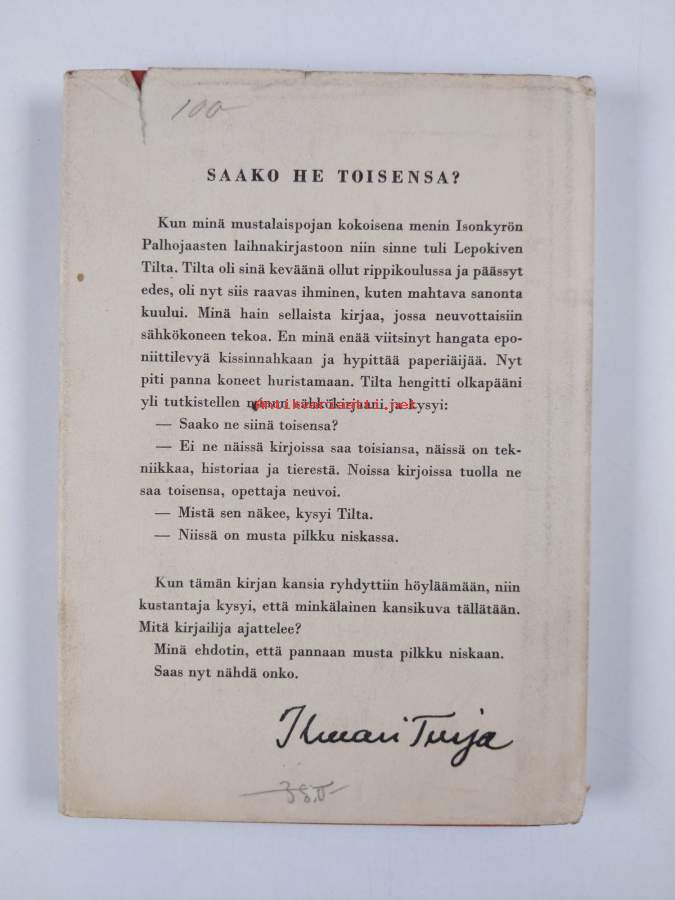 100-
SAAKO HE TOISENSA?
Kun minä mustalaispojan kokoisena menin Isonkyrön
Palhojaasten laihnakirjastoon niin sinne tuli Lepokiven
Tilta. Tilta oli sinä keväänä ollut rippikoulussa ja päässyt
edes, oli nyt siis raavas ihminen, kuten mahtava sanonta
kuului. Minä hain sellaista kirjaa, jossa neuvottaisiin
sähkökoneen tekoa. En minä enää viitsinyt hangata epo-
niittilevyä kissinnahkaan ja hypittää paperiäijää. Nyt
piti panna koneet huristamaan. Tilta hengitti olkapääni
yli tutkistellen minun sähkökirjaani ja kysyi:
— Saako ne siinä toisensa?
— Ei ne näissä kirjoissa saa toisiansa, näissä on tek-
niikkaa, historiaa ja tierestä. Noissa kirjoissa tuolla ne
saa toisensa, opettaja neuvoi.
— Mistä sen näkee, kysyi Tilta.
— Niissä on musta pilkku niskassa.
Kun tämän kirjan kansia ryhdyttiin höyläämään, niin
kustantaja kysyi, että minkälainen kansikuva tällätään.
Mitä kirjailija ajattelee?
Minä ehdotin, että pannaan musta pilkku niskaan.
Saas nyt nähdä onko.
Ilmari Turja